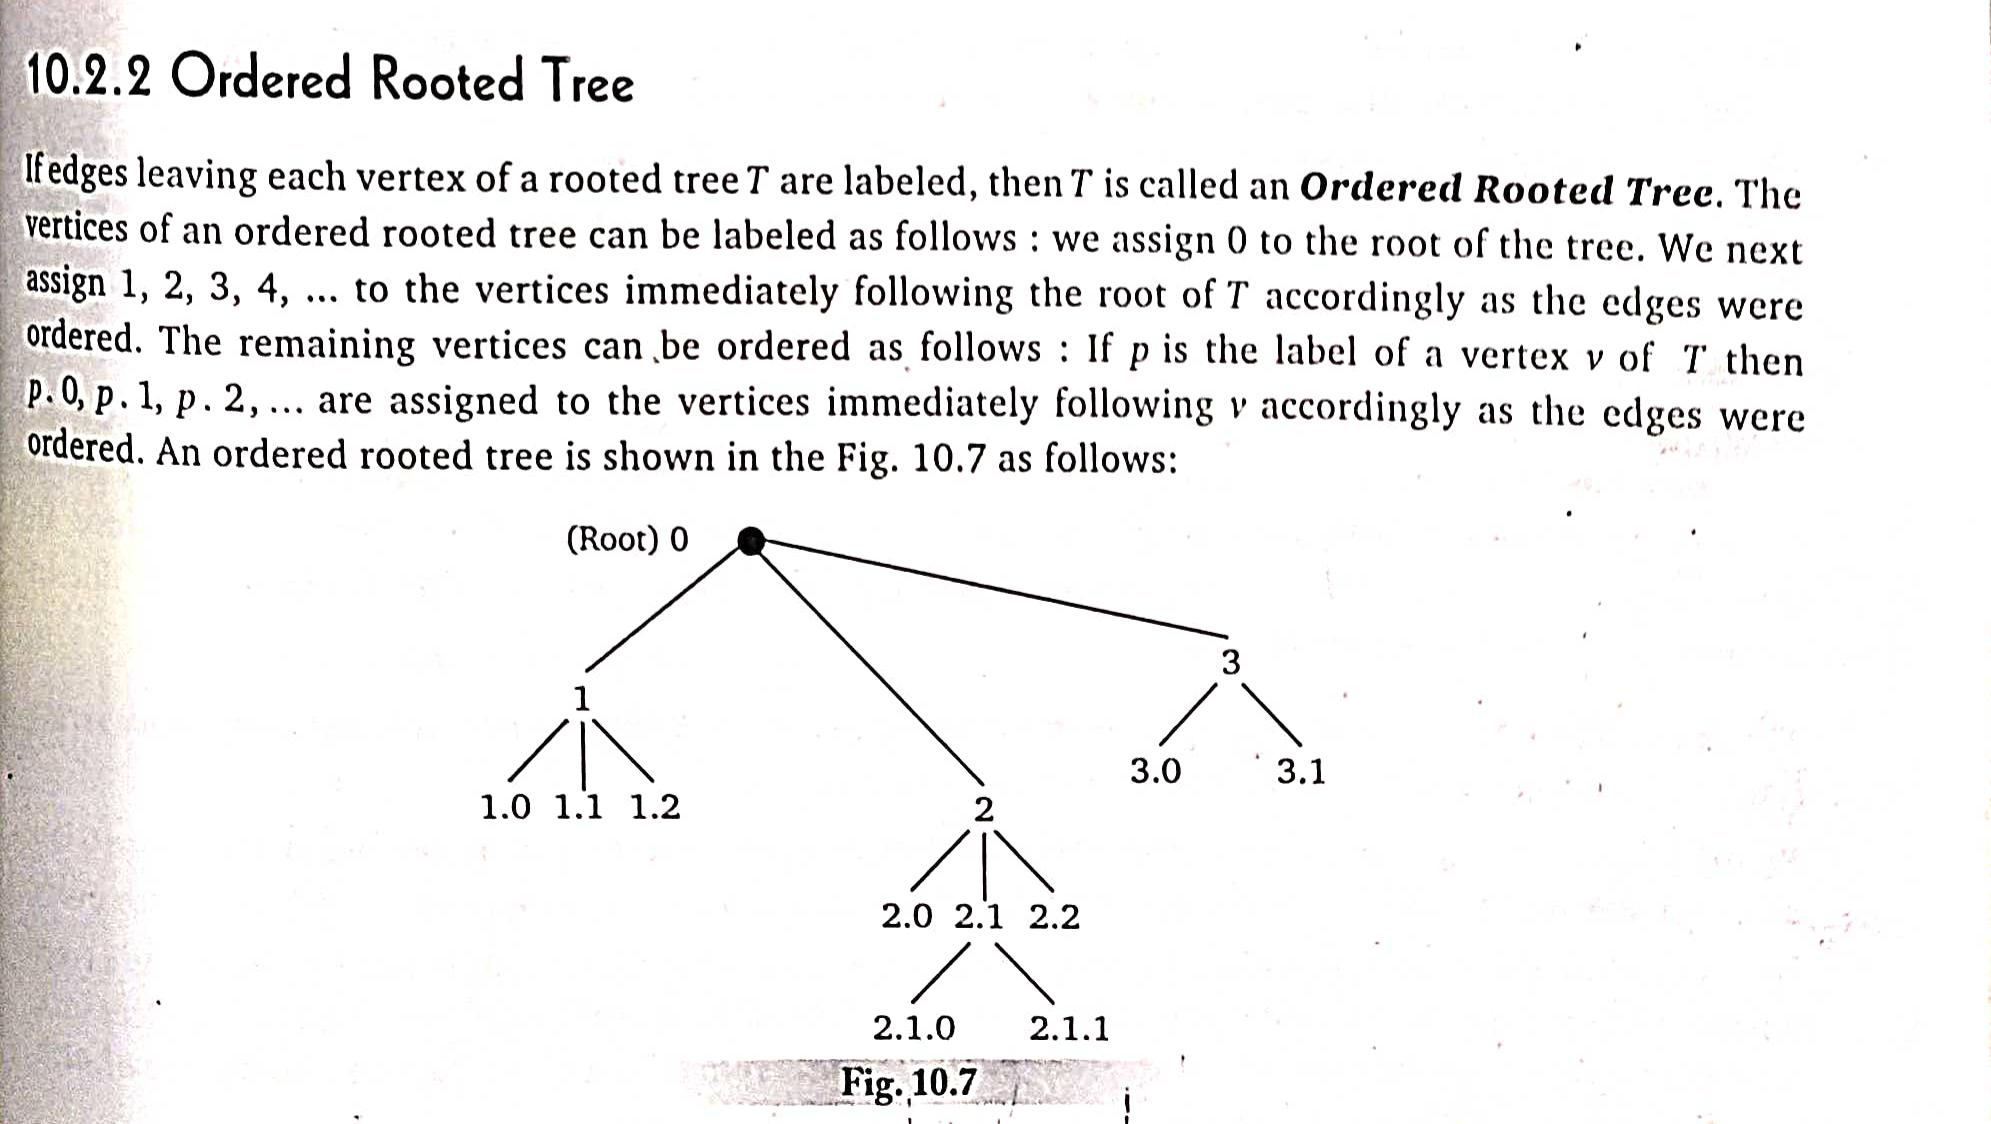 10.2.2 Ordered Rooted Tree
If edges leaving each vertex of a rooted tree T are labeled, then T is called an Ordered Rooted Tree. The
vertices of an ordered rooted tree can be labeled as follows : we assign 0 to the root of the tree. We next
assign 1, 2, 3, 4, ... to the vertices immediately following the root of T accordingly as the edges were
ordered. The remaining vertices can be ordered as follows : If p is the label of a vertex v of T then
p. 0, p. 1, p. 2, ... are assigned to the vertices immediately following v accordingly as the edges were
ordered. An ordered rooted tree is shown in the Fig. 10.7 as follows:
(Root) 0
3
1
3.0 3.1
1.0 1.1 1.2
2
2.0 2.1 2.2
2.1.0 2.1.1
Fig. 10.7